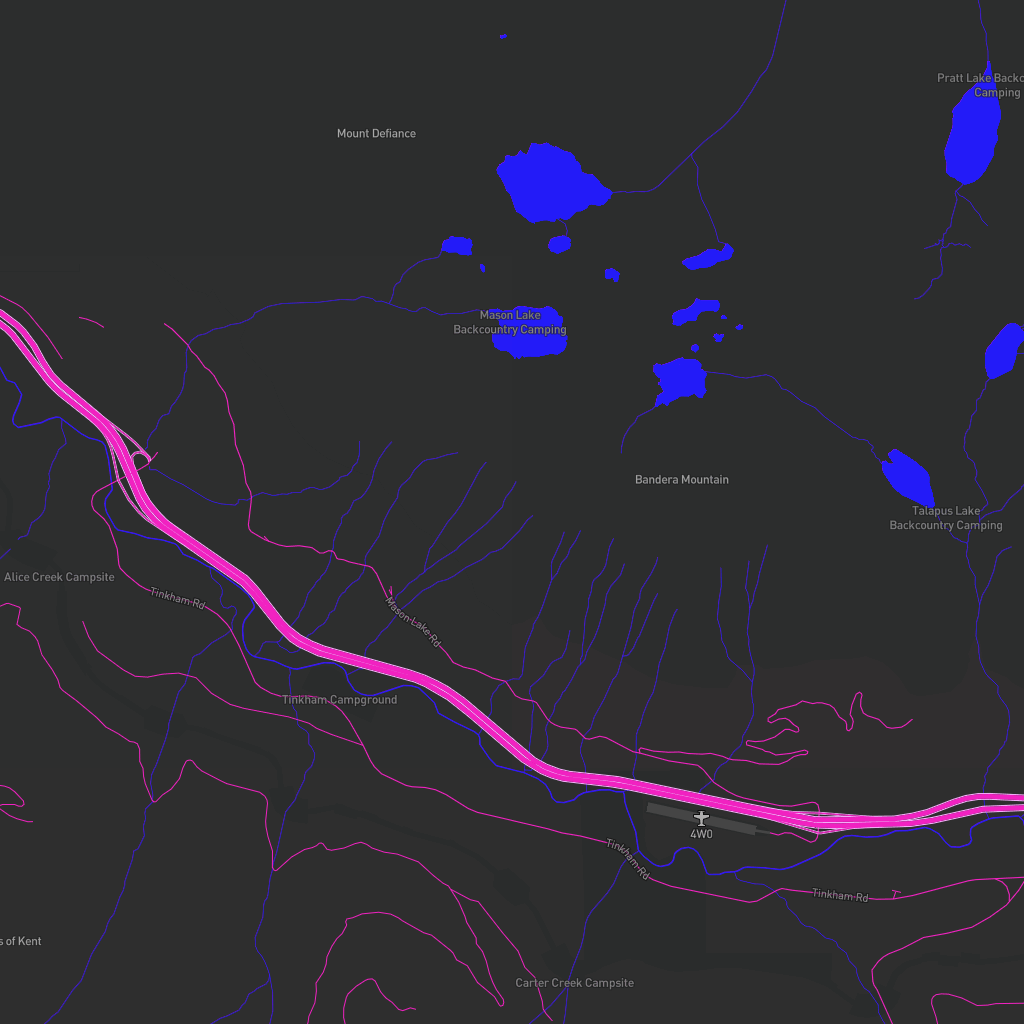 Pratt Lake Backc
Camping
Mount Defiance
Mason Lake
Backcountry Camping
Bandera Mountain
Talapus Lake
Backcountry Camping
Alice Creek Campsite
Tinkham Rd
Mason Lake Rd
Tinkham Campground
4W0
Tinkham Rd
Tinkham Rd
s of Kent
Carter Creek Campsite